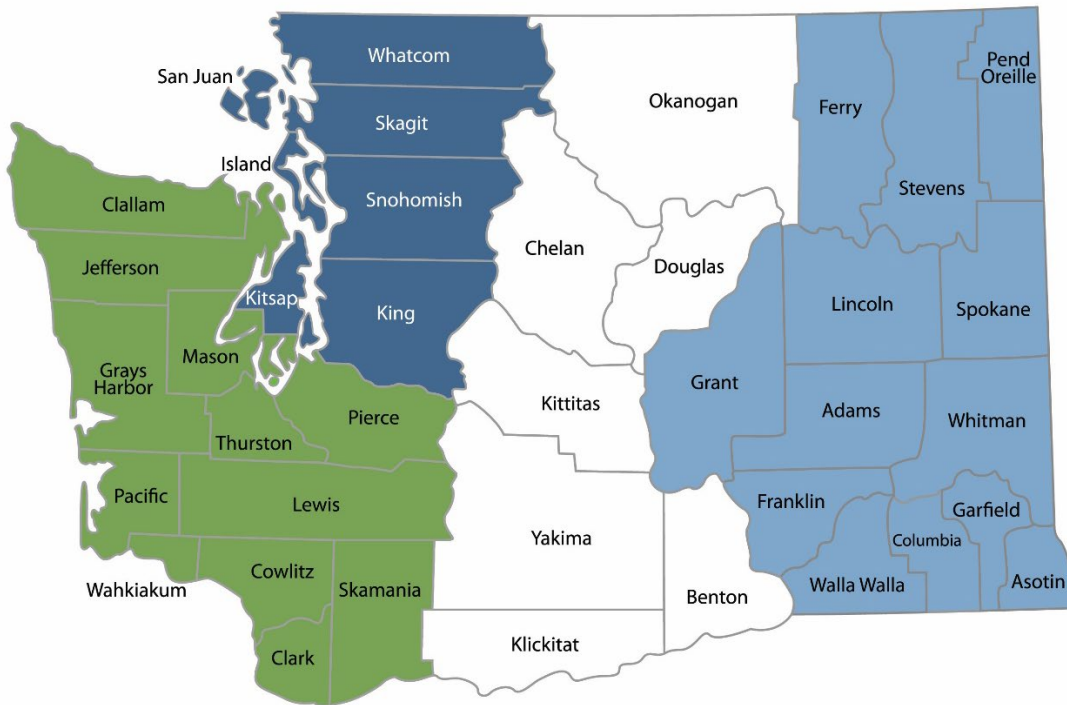 Whatcom
San Juan
Skagit
Island
Snohomish
Clallam
Jefferson
Kitsap
King
Mason
Grays
Harbor
Pierce
Thurston
Pacific
Lewis
Wahkiakum
Cowlitz
Skamania
Clark
Okanogan
Chelan
Douglas
Kittitas
Yakima
Benton
Klickitat
Ferry
Stevens
Pend
Oreille
Lincoln
Spokane
Grant
Adams
Whitman
Franklin
Garfield
Columbia
Walla Walla
Asotin